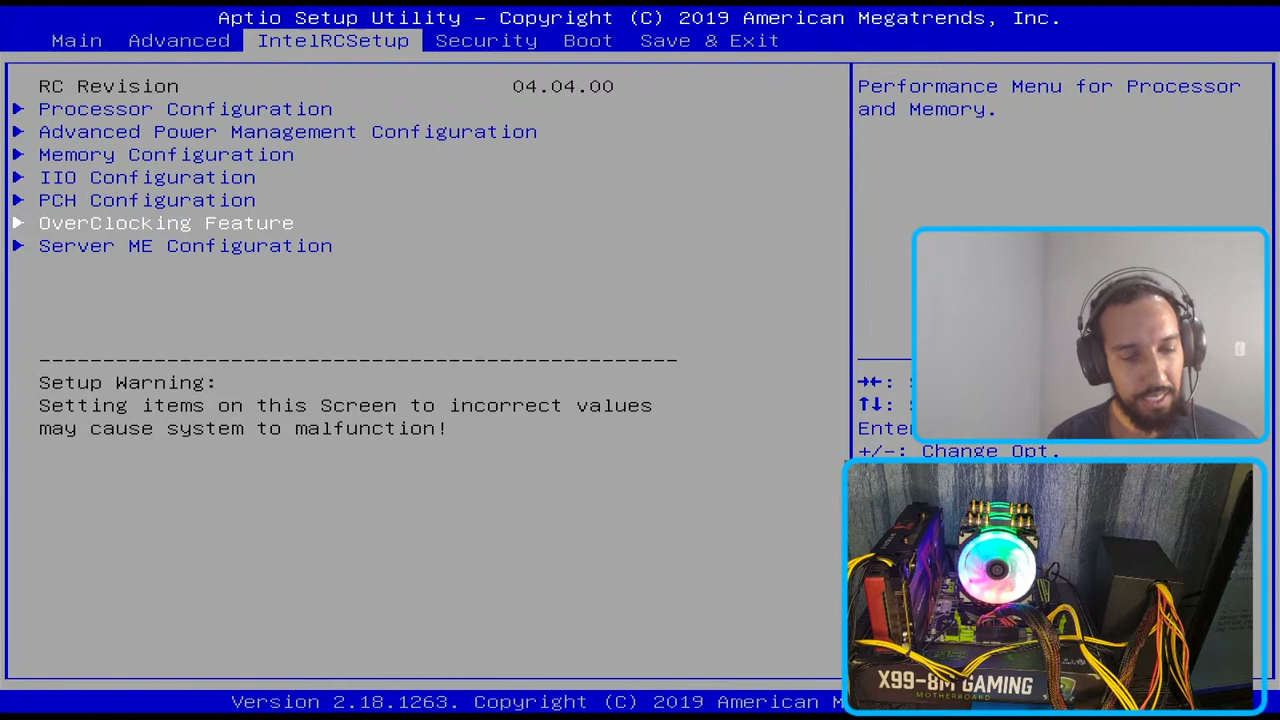 Aptio Setup Utility – Copyright (C) 2019 American Megatrends, Inc.
Main Advanced IntelRCSetup Security Boot Save & Exit
RC Revision 04.04.00
Processor Configuration
Advanced Power Management Configuration
Memory Configuration
IIO Configuration
PCH Configuration
OverClocking Feature
Server ME Configuration
----------------------------------------------------
Setup Warning:
Setting items on this Screen to incorrect values
may cause system to malfunction!
Performance Menu for Processor
and Memory.
→←:
↑↓:
+/-: Change Opt.
X99-8M GAMING
MOTHERBOARD
Version 2.18.1263. Copyright (C) 2019 American